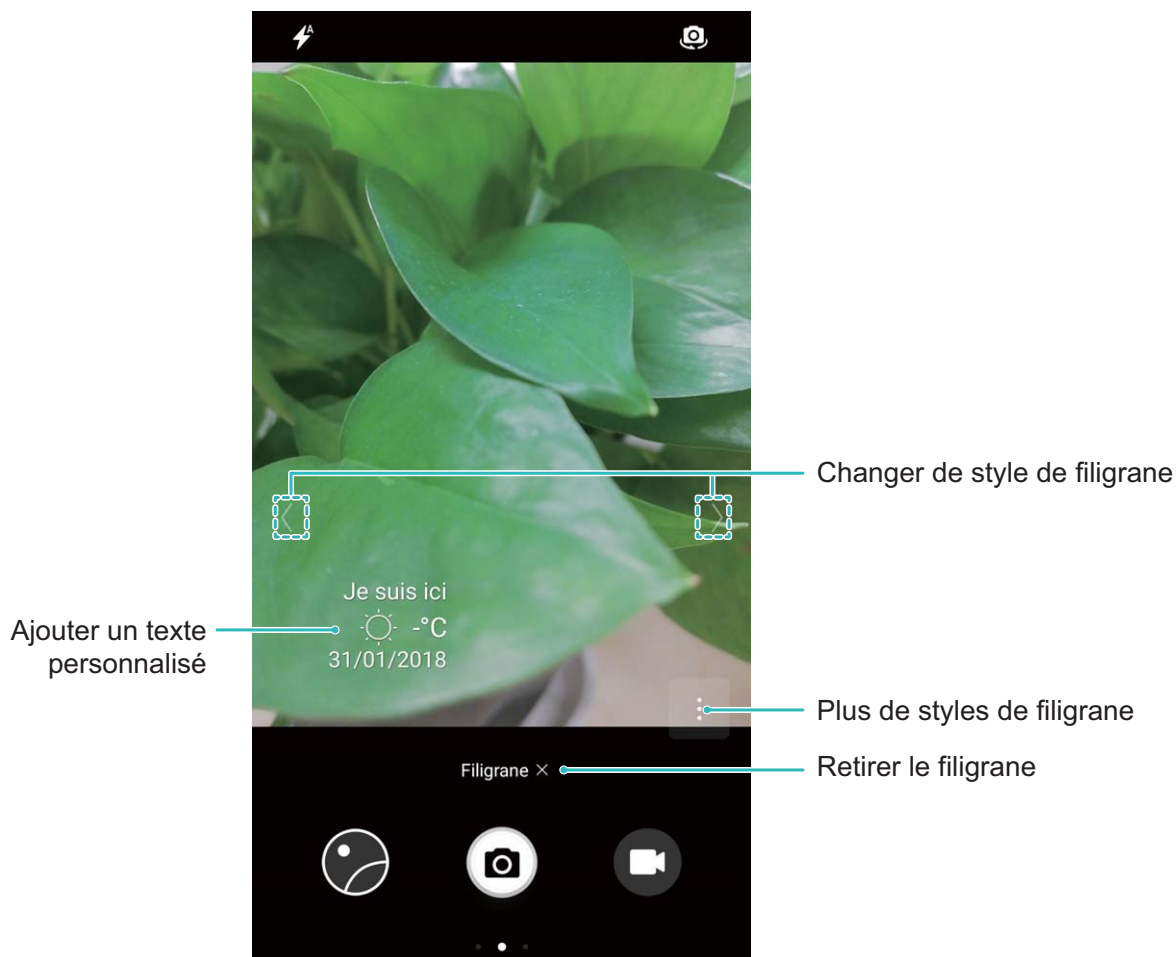 A
Changer de style de filigrane
Je suis ici
-°C
31/01/2018
Ajouter un texte
personnalisé
Plus de styles de filigrane
Filigrane ×
Retirer le filigrane